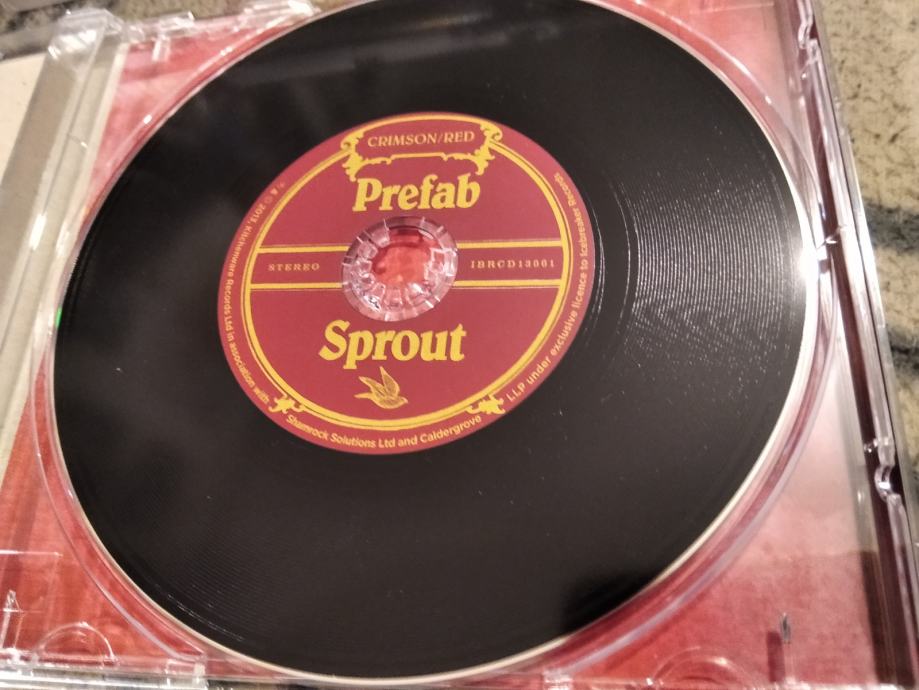 CRIMSON/RED
Prefab
STEREO
IBRCD13001
Sprout
℗ © 2013, Kitchenware Records Ltd in association with
Shamrock Solutions Ltd and Caldergrove
LLP under exclusive licence to Icebreaker Records